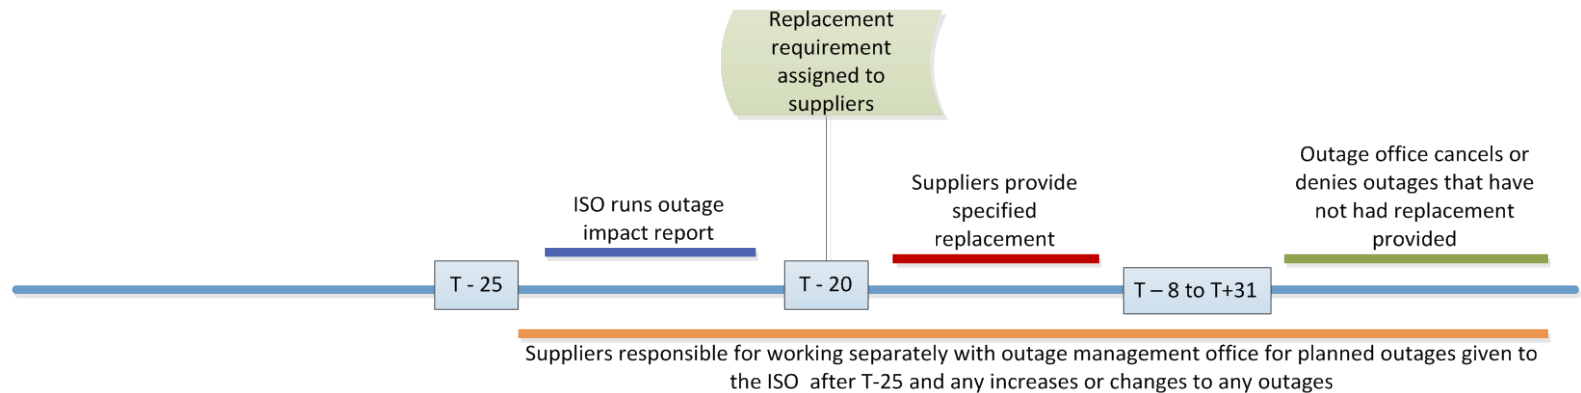 Replacement
requirement
assigned to
suppliers
ISO runs outage
impact report
Suppliers provide
specified
replacement
Outage office cancels or
denies outages that have
not had replacement
provided
T - 25
T - 20
T – 8 to T+31
Suppliers responsible for working separately with outage management office for planned outages given to
the ISO  after T-25 and any increases or changes to any outages